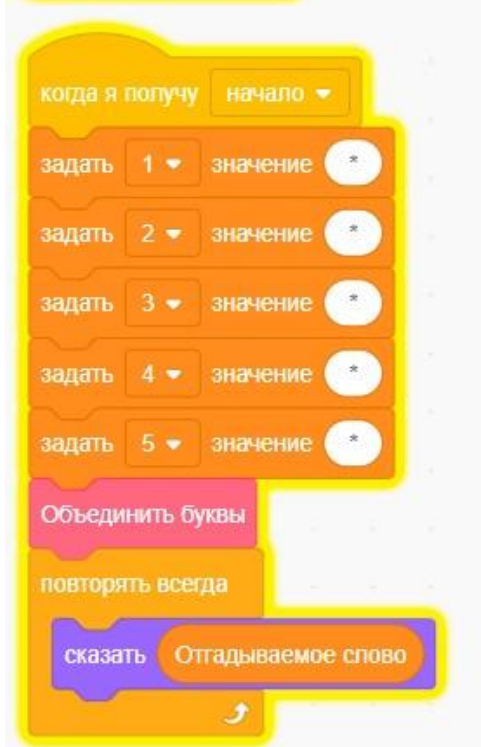 когда я получу начало
задать 1 значение *
задать 2 значение *
задать 3 значение *
задать 4 значение *
задать 5 значение *
Объединить буквы
повторять всегда
сказать Отгадываемое слово